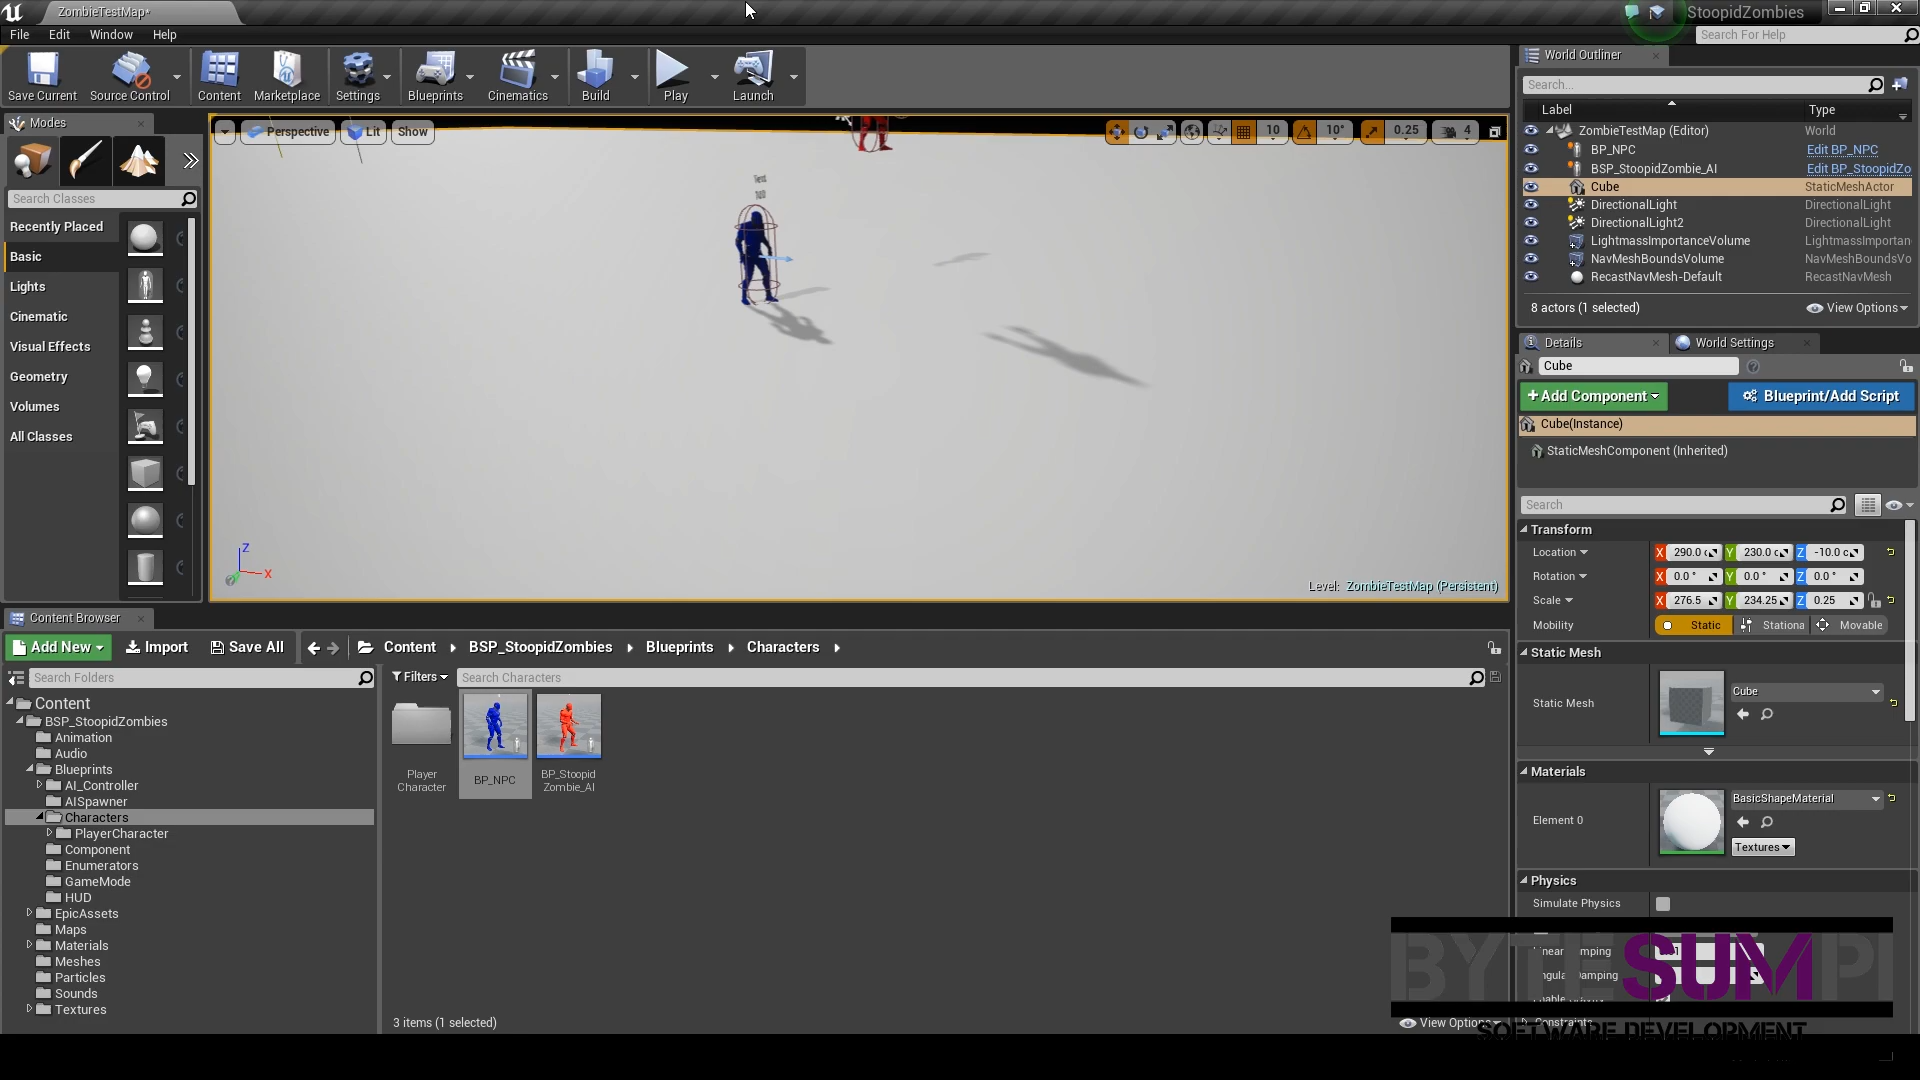 ZombieTestMap*
StoopidZombies
File Edit Window Help
Search For Help
Save Current Source Control Content Marketplace Settings Blueprints Cinematics Build Play Launch
World Outliner
Search...
Label Type
ZombieTestMap (Editor) World
BP_NPC Edit BP_NPC
BSP_StoopidZombie_AI Edit BP_StoopidZo
Cube StaticMeshActor
DirectionalLight DirectionalLight
DirectionalLight2 DirectionalLight
LightmassImportanceVolume LightmassImportan
NavMeshBoundsVolume NavMeshBoundsVo
RecastNavMesh-Default RecastNavMesh
8 actors (1 selected) View Options
Modes
Search Classes
Recently Placed
Basic
Lights
Cinematic
Visual Effects
Geometry
Volumes
All Classes
Perspective Lit Show
10 10° 0.25 4
Z
X
Level: ZombieTestMap (Persistent)
Details World Settings
Cube
+Add Component Blueprint/Add Script
Cube(Instance)
StaticMeshComponent (Inherited)
Search
Transform
Location X 290.0 c Y 230.0 c Z -10.0 c
Rotation X 0.0 ° Y 0.0 ° Z 0.0 °
Scale X 276.5 Y 234.25 Z 0.25
Mobility Static Stationa Movable
Static Mesh
Static Mesh Cube
Materials
Element 0 BasicShapeMaterial
Textures
Physics
Simulate Physics
Content Browser
Add New Import Save All Content BSP_StoopidZombies Blueprints Characters
Search Folders
Filters Search Characters
Content
BSP_StoopidZombies
Animation
Audio
Blueprints
AI_Controller
AISpawner
Characters
PlayerCharacter
Component
Enumerators
GameMode
HUD
EpicAssets
Maps
Materials
Meshes
Particles
Sounds
Textures
Player Character
BP_NPC
BP_Stoopid Zombie_AI
3 items (1 selected) View Options
Constraints
BYTE SUM PI
SOFTWARE DEVELOPMENT